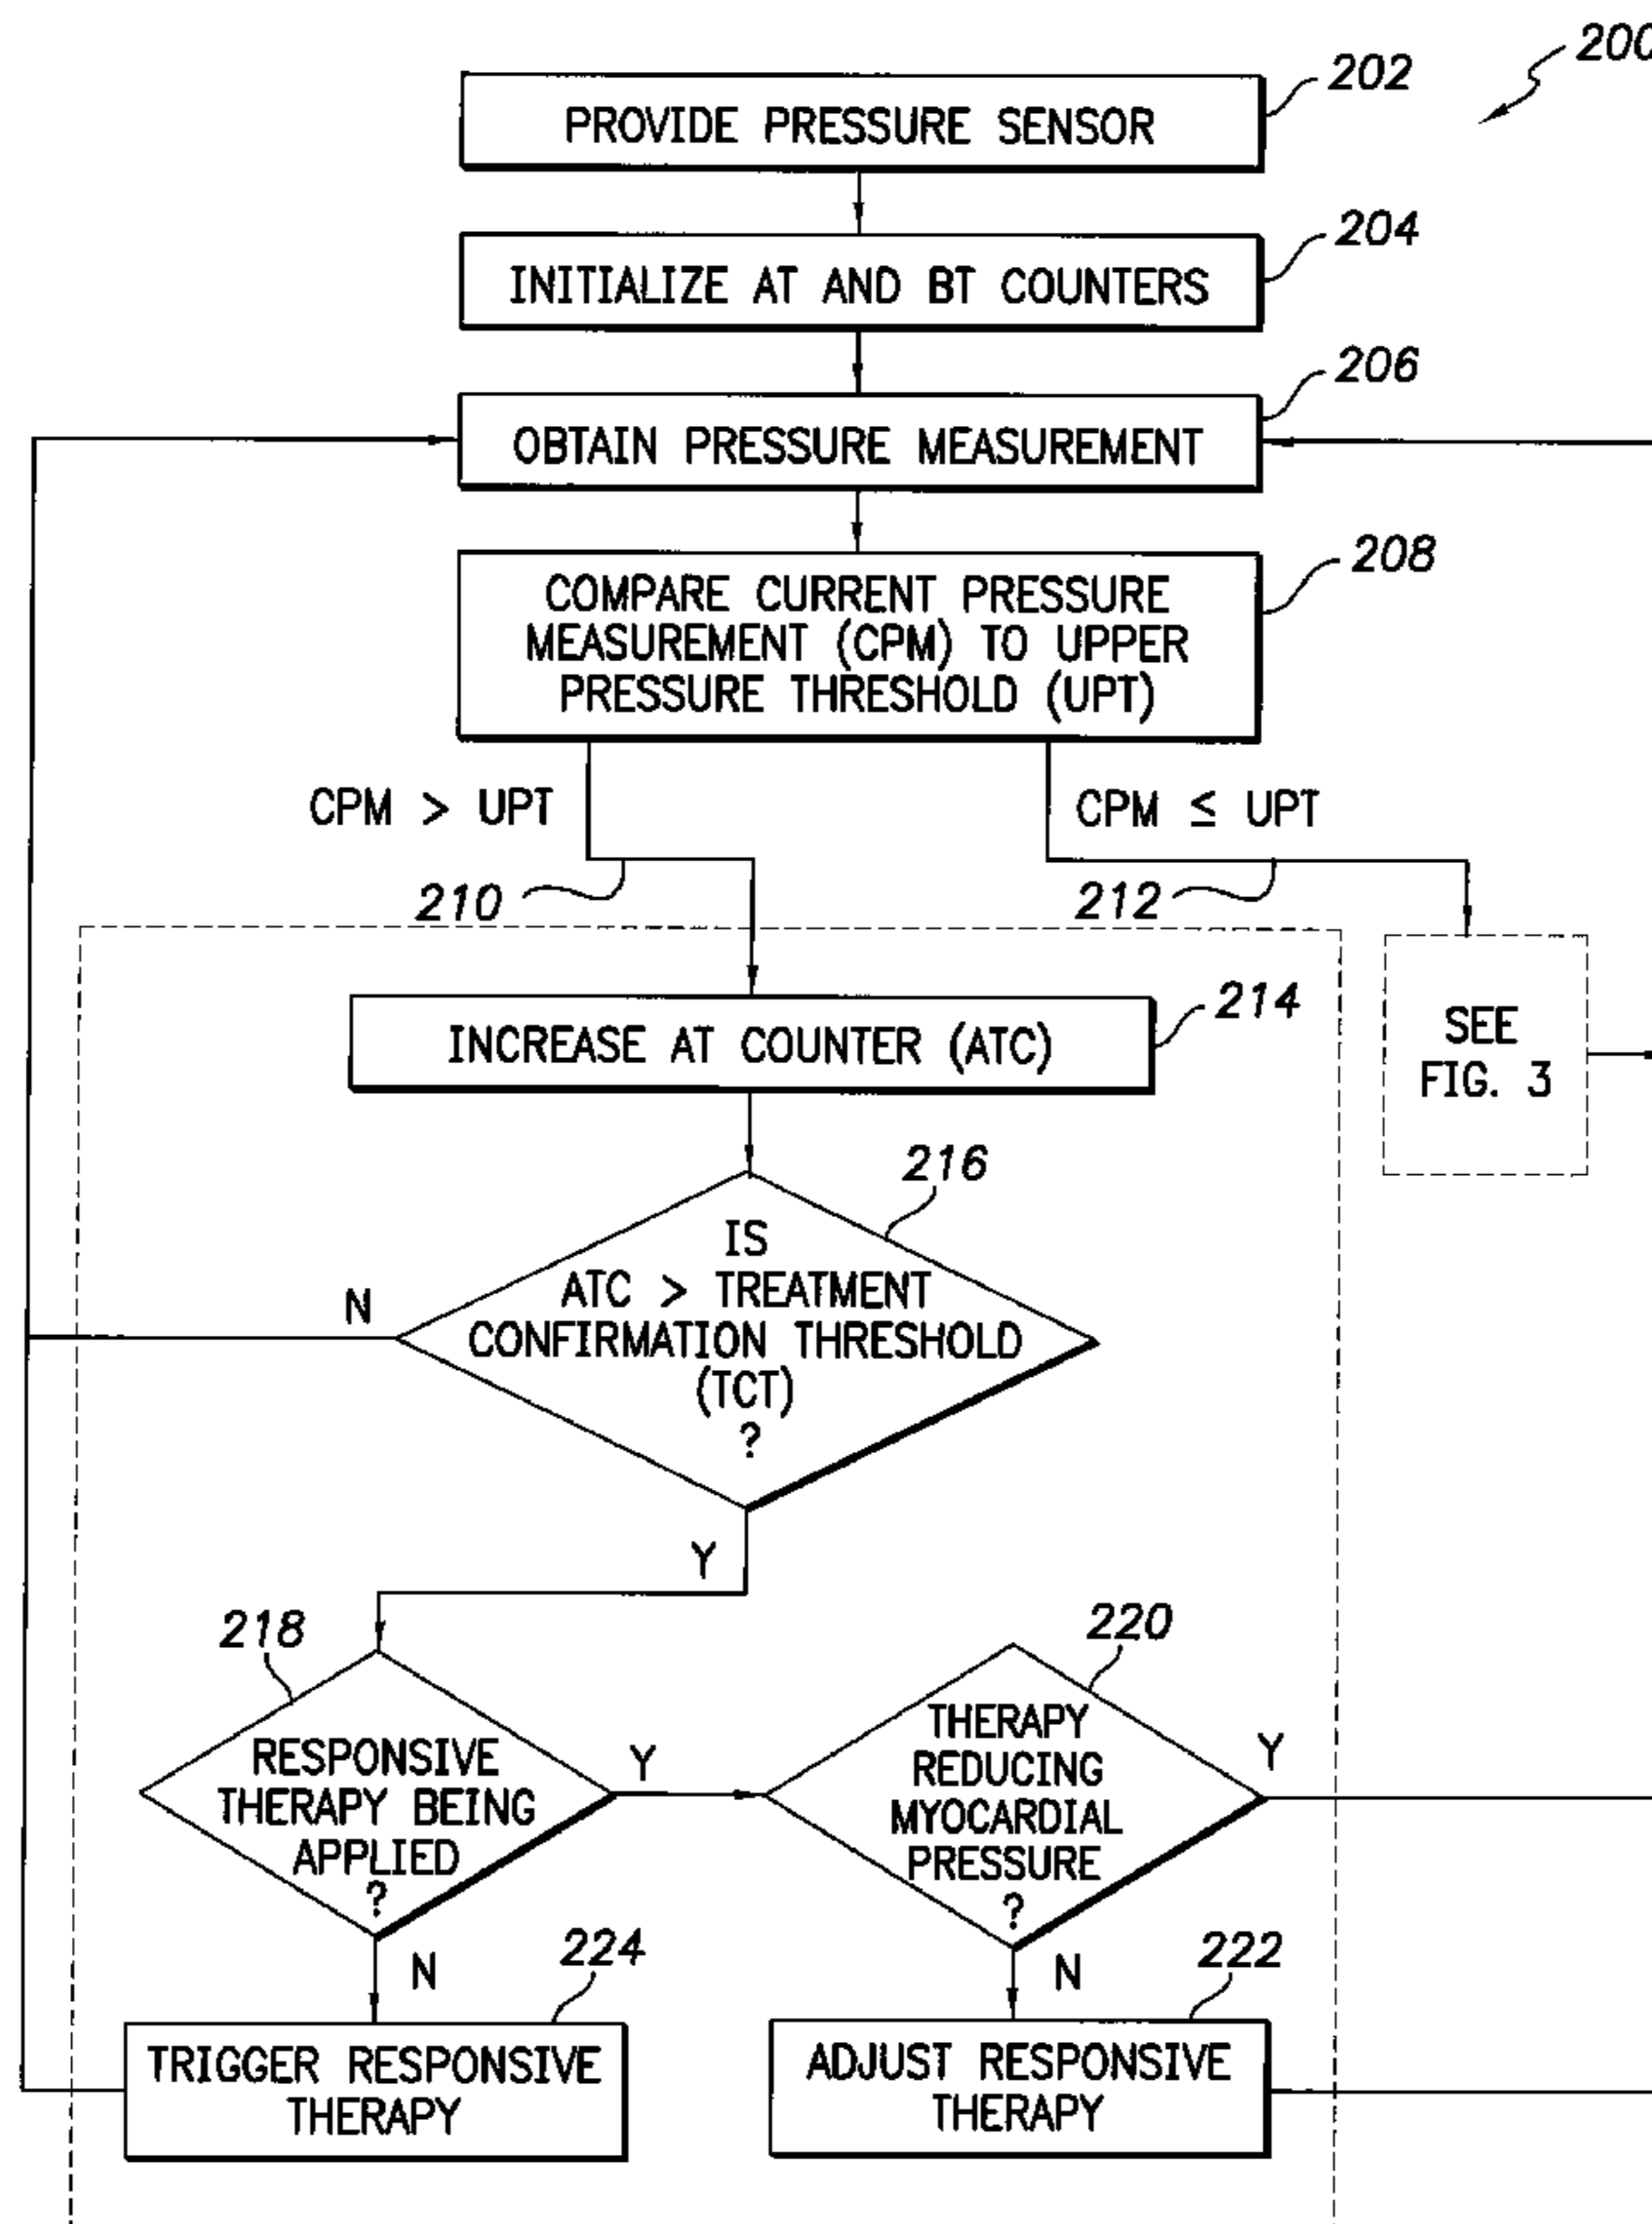 200
202
PROVIDE PRESSURE SENSOR
204
INITIALIZE AT AND BT COUNTERS
206
OBTAIN PRESSURE MEASUREMENT
208
COMPARE CURRENT PRESSURE
MEASUREMENT (CPM) TO UPPER
PRESSURE THRESHOLD (UPT)
CPM > UPT
CPM ≤ UPT
210
212
214
INCREASE AT COUNTER (ATC)
SEE
FIG. 3
216
IS
ATC > TREATMENT
CONFIRMATION THRESHOLD
(TCT)
?
N
Y
218
RESPONSIVE
THERAPY BEING
APPLIED
?
Y
220
THERAPY
REDUCING
MYOCARDIAL
PRESSURE
?
Y
N
224
TRIGGER RESPONSIVE
THERAPY
N
222
ADJUST RESPONSIVE
THERAPY